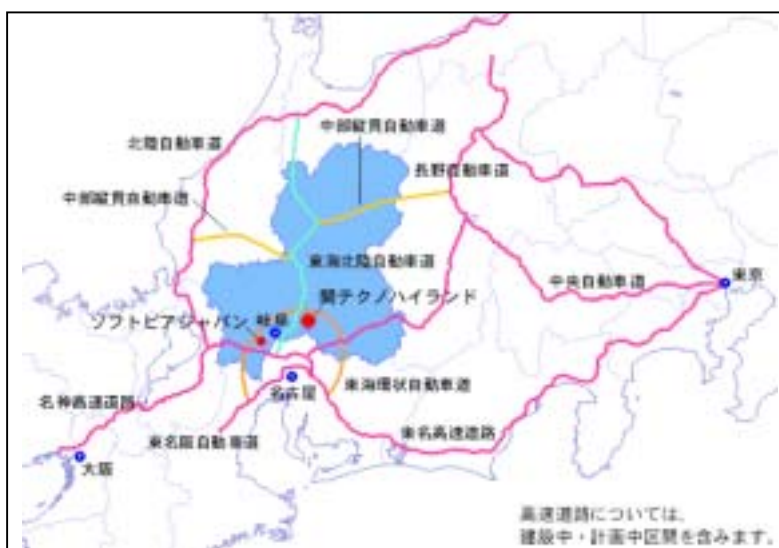 中部縦貫自動車道
北陸自動車道
長野自動車道
中部縦貫自動車道
東海北陸自動車道
中央自動車道
東京
関テクノハイランド
ソフトピアジャパン
岐阜
東海環状自動車道
名古屋
名神高速道路
東名高速道路
東名阪自動車道
大阪
高速道路については、
建設中・計画中区間を含みます。